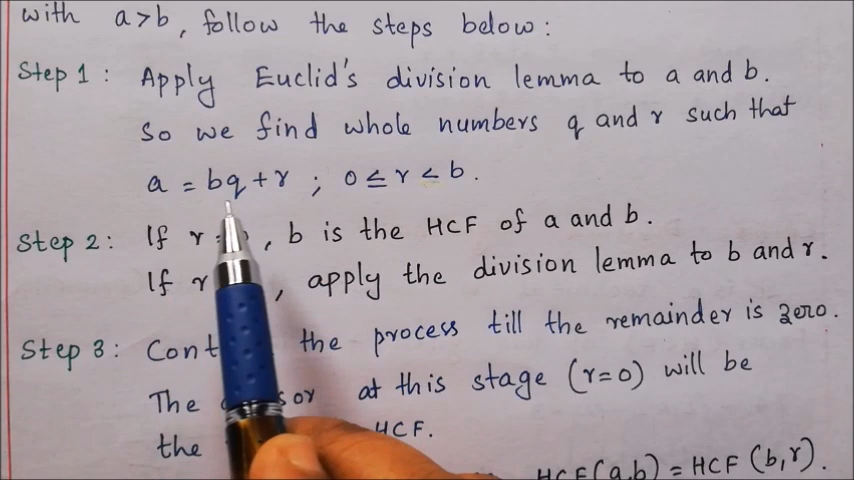 with a>b, follow the steps below:
Step 1: Apply Euclid's division lemma to a and b.
So we find whole numbers q and r such that
a = bq + r ; 0 ≤ r < b.
Step 2: If r = , b is the HCF of a and b.
If r , apply the division lemma to b and r.
Step 3: Cont the process till the remainder is zero.
The sor at this stage (r=0) will be
the HCF.
HCF(a,b) = HCF(b,r).